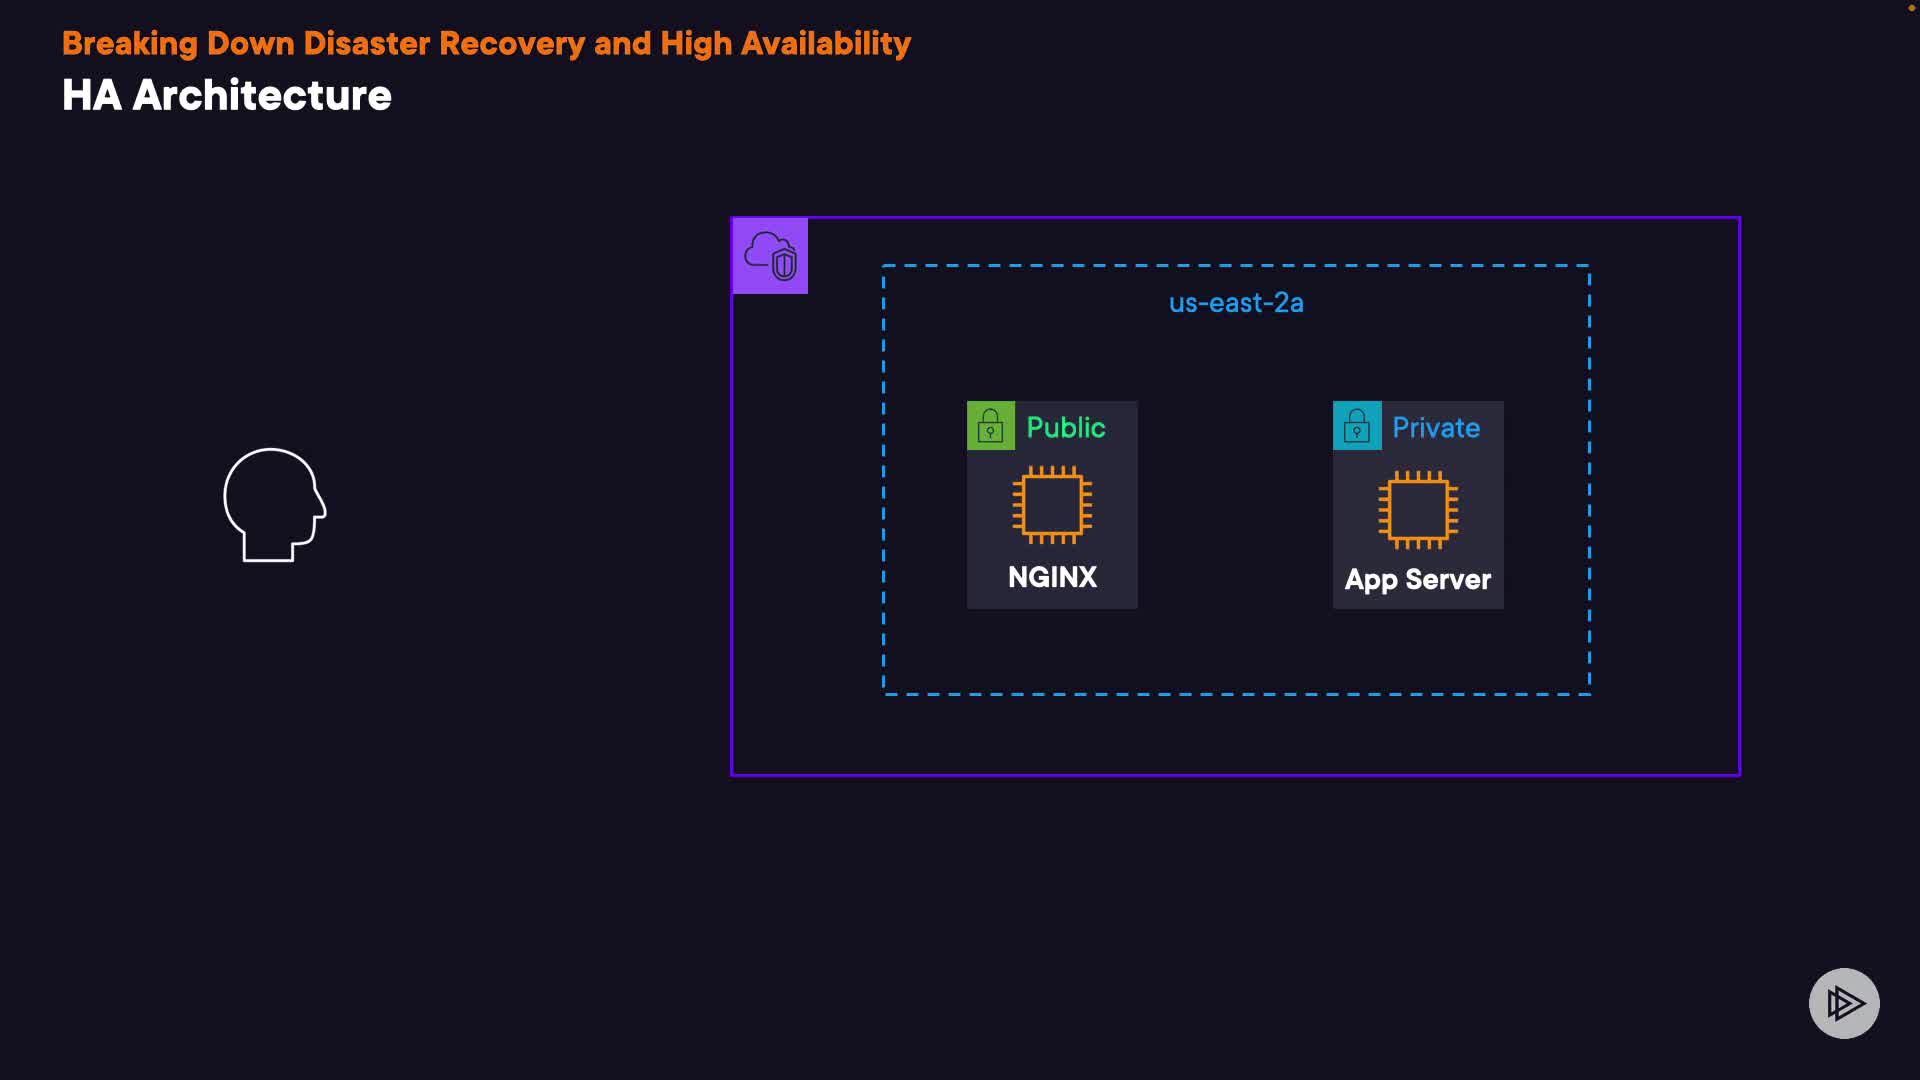 Breaking Down Disaster Recovery and High Availability
HA Architecture
us-east-2a
Public
Private
NGINX
App Server